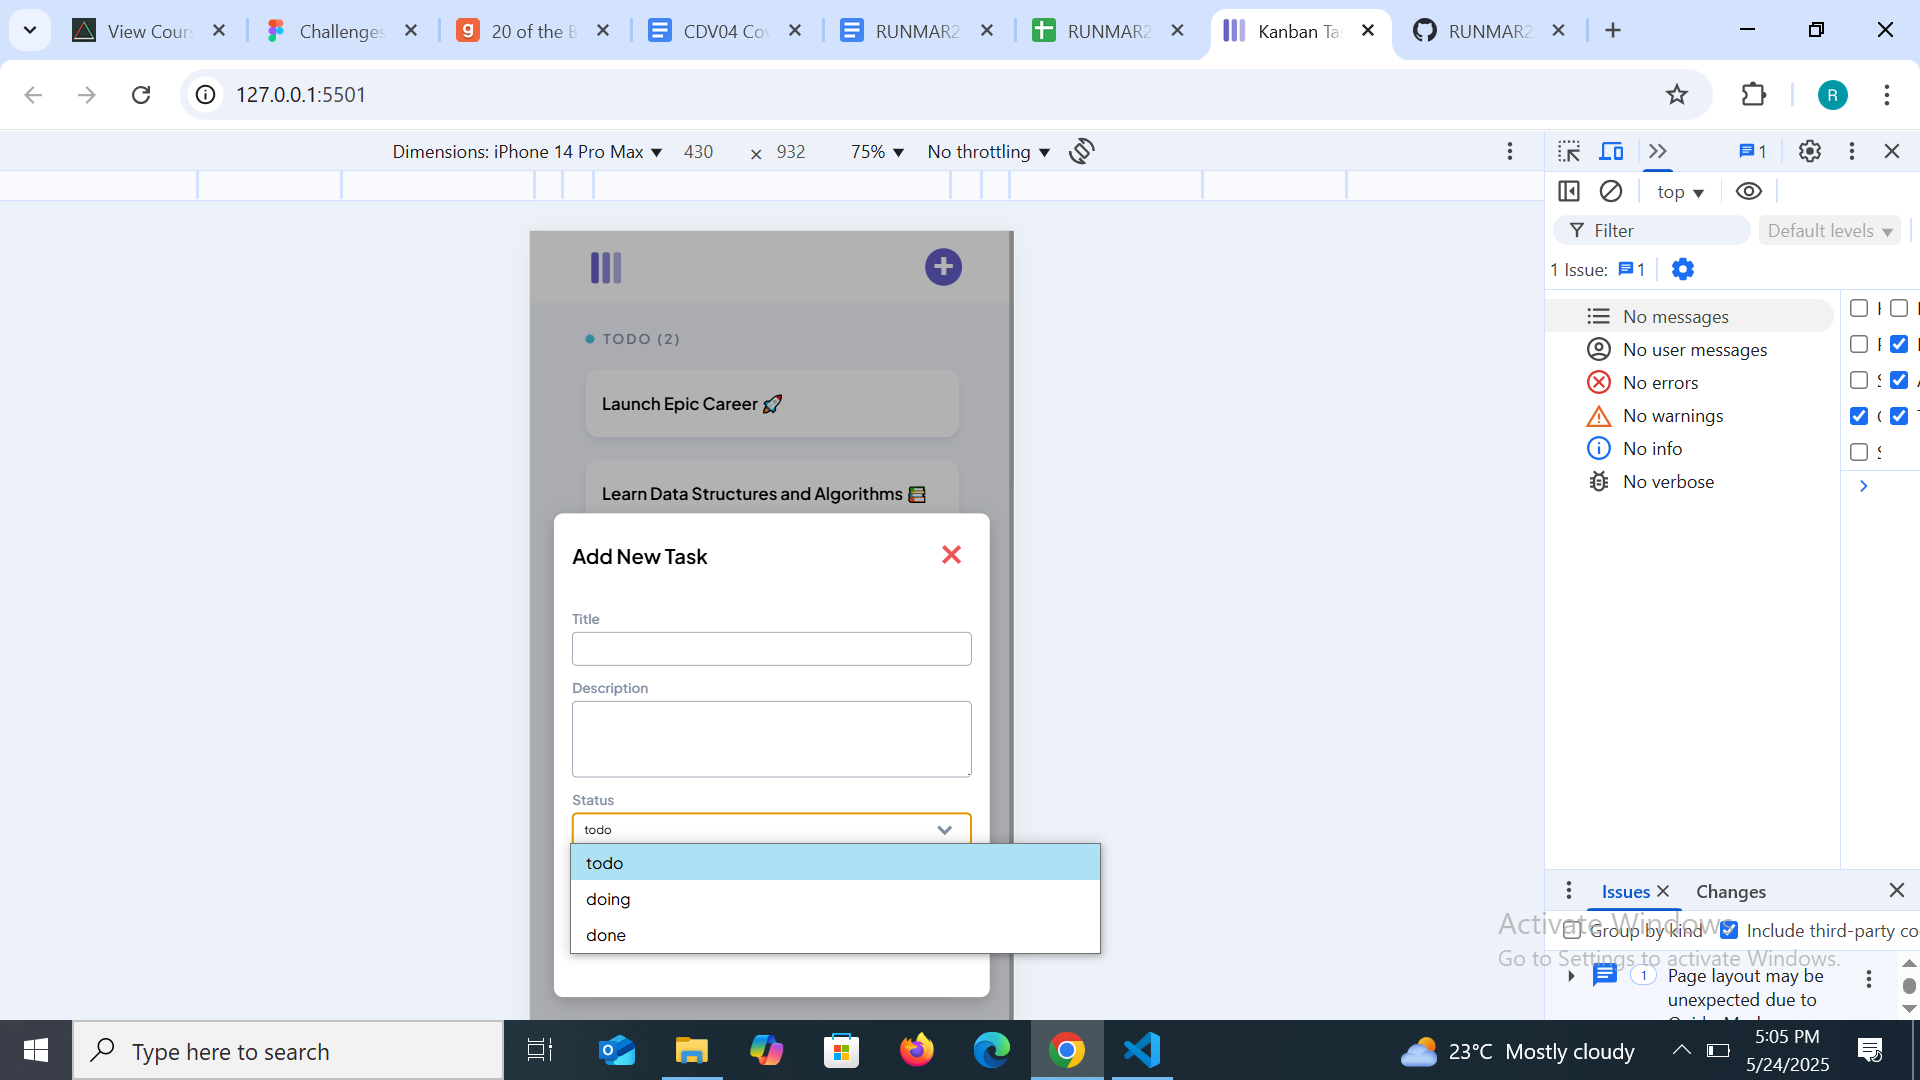 View Cours
Challenges
20 of the B
CDV04 Co
RUNMAR2
RUNMAR2
Kanban Ta
RUNMAR2
127.0.0.1:5501
R
Dimensions: iPhone 14 Pro Max 430 × 932 75% No throttling
1
top
Filter
Default levels
1 Issue: 1
No messages
No user messages
No errors
No warnings
No info
No verbose
TODO (2)
Launch Epic Career 🚀
Learn Data Structures and Algorithms 📚
Add New Task
Title
Description
Status
todo
todo
doing
done
Issues
Changes
Group by kind
Include third-party co
1
Page layout may be
unexpected due to
Activate Windows
Go to Settings to activate Windows.
Type here to search
23°C Mostly cloudy
5:05 PM
5/24/2025